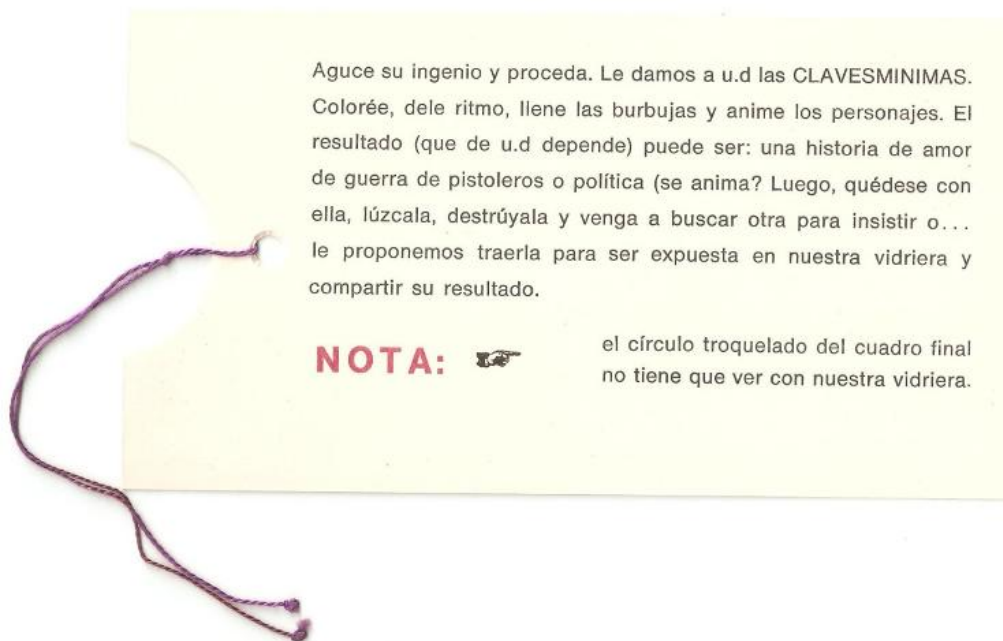 Aguce su ingenio y proceda. Le damos a u.d las CLAVESMINIMAS.
Colorée, dele ritmo, llene las burbujas y anime los personajes. El
resultado (que de u.d depende) puede ser: una historia de amor
de guerra de pistoleros o política (se anima? Luego, quédese con
ella, lúzcala, destrúyala y venga a buscar otra para insistir o...
le proponemos traerla para ser expuesta en nuestra vidriera y
compartir su resultado.
NOTA: ☞
el círculo troquelado del cuadro final
no tiene que ver con nuestra vidriera.